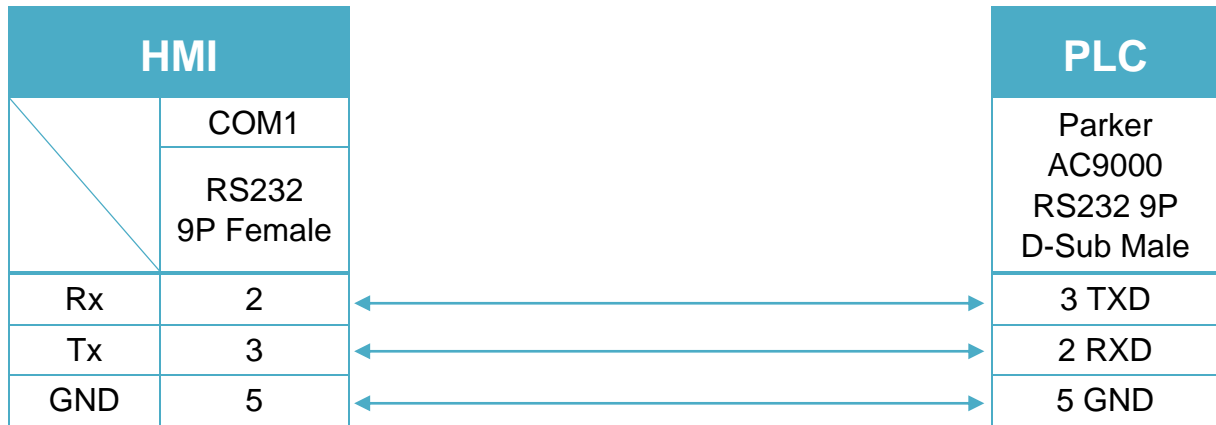 HMI
PLC
COM1
RS232
9P Female
Parker
AC9000
RS232 9P
D-Sub Male
Rx 2 3 TXD
Tx 3 2 RXD
GND 5 5 GND